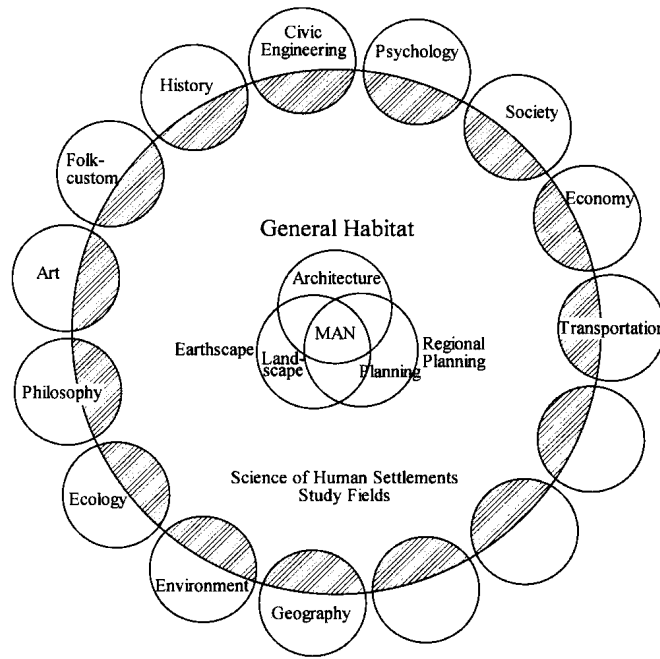 Civic
Engineering
Psychology
History
Society
Folk-
custom
Economy
General Habitat
Art
Architecture
Transportation
MAN
Earthscape
Land-
scape
Planning
Regional
Planning
Philosophy
Science of Human Settlements
Study Fields
Ecology
Environment
Geography